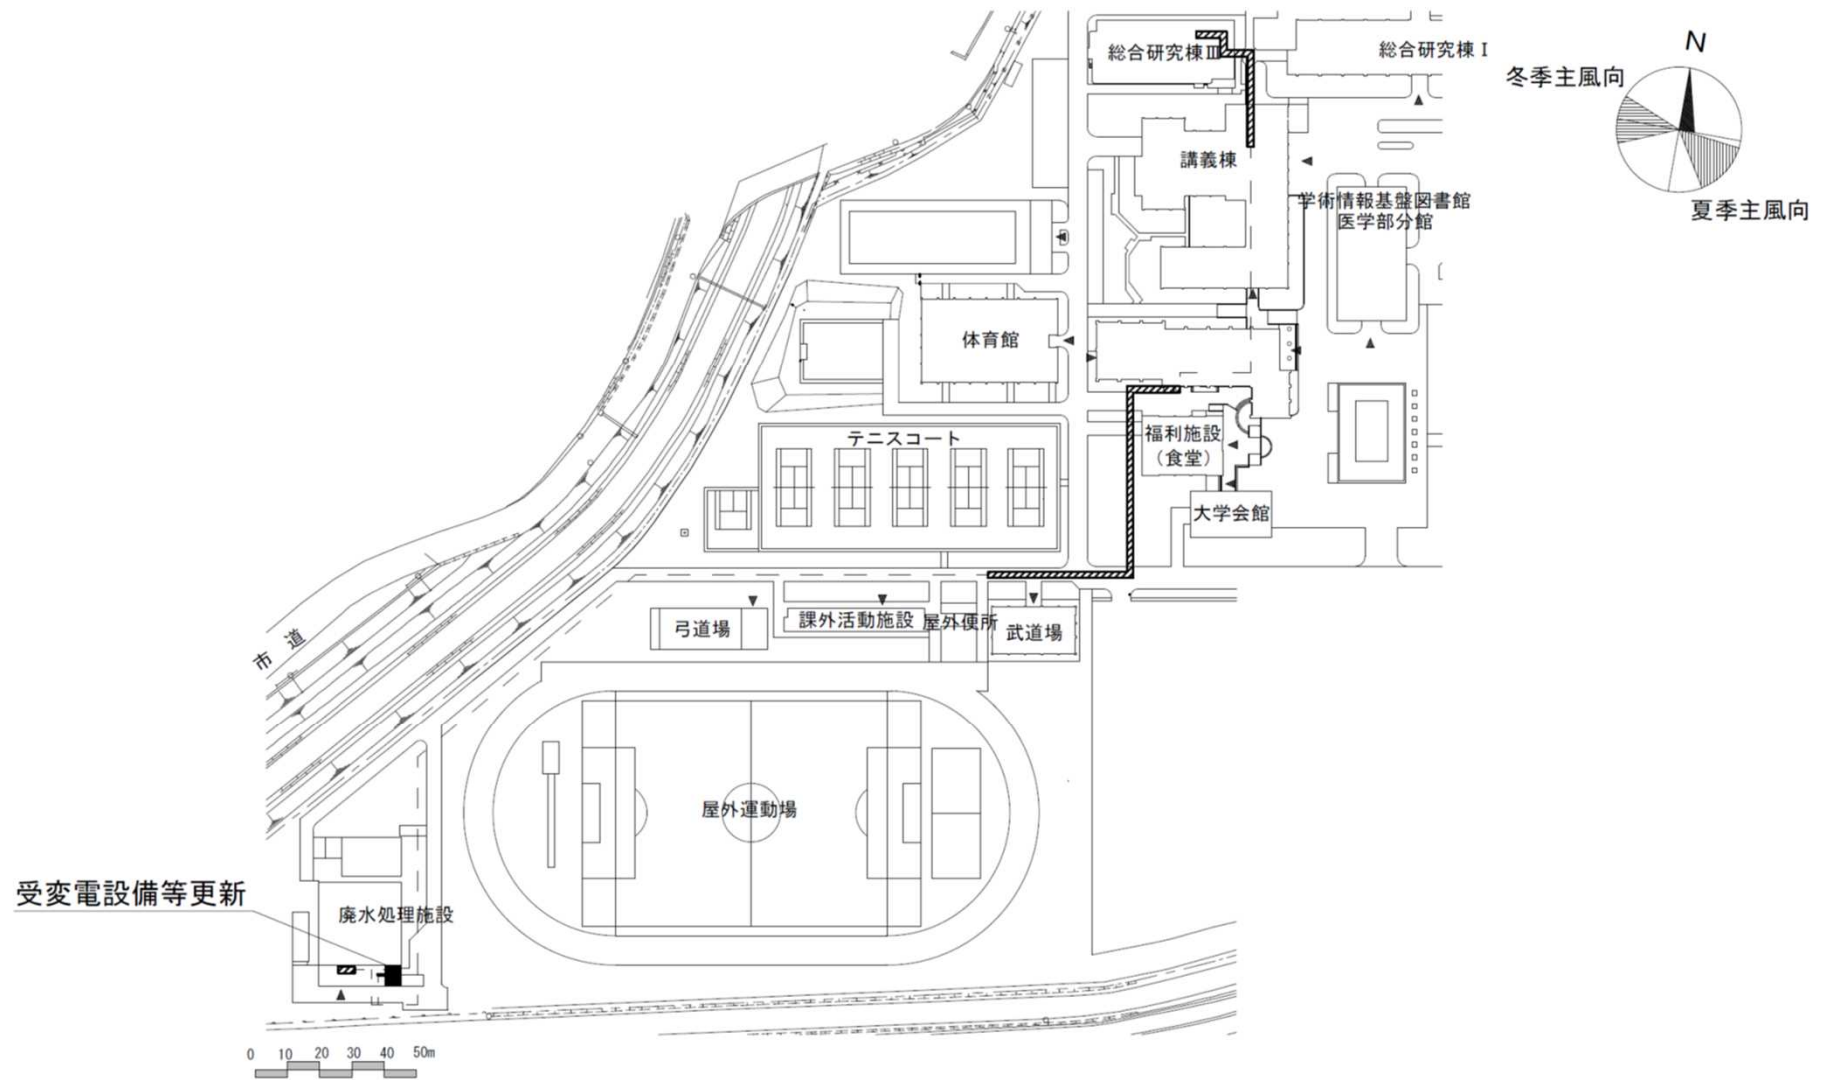 総合研究棟Ⅲ
総合研究棟Ⅰ
N
冬季主風向
夏季主風向
講義棟
学術情報基盤図書館
医学部分館
体育館
テニスコート
福利施設
（食堂）
大学会館
弓道場
課外活動施設
屋外便所
武道場
市道
屋外運動場
受変電設備等更新
廃水処理施設
0 10 20 30 40 50m